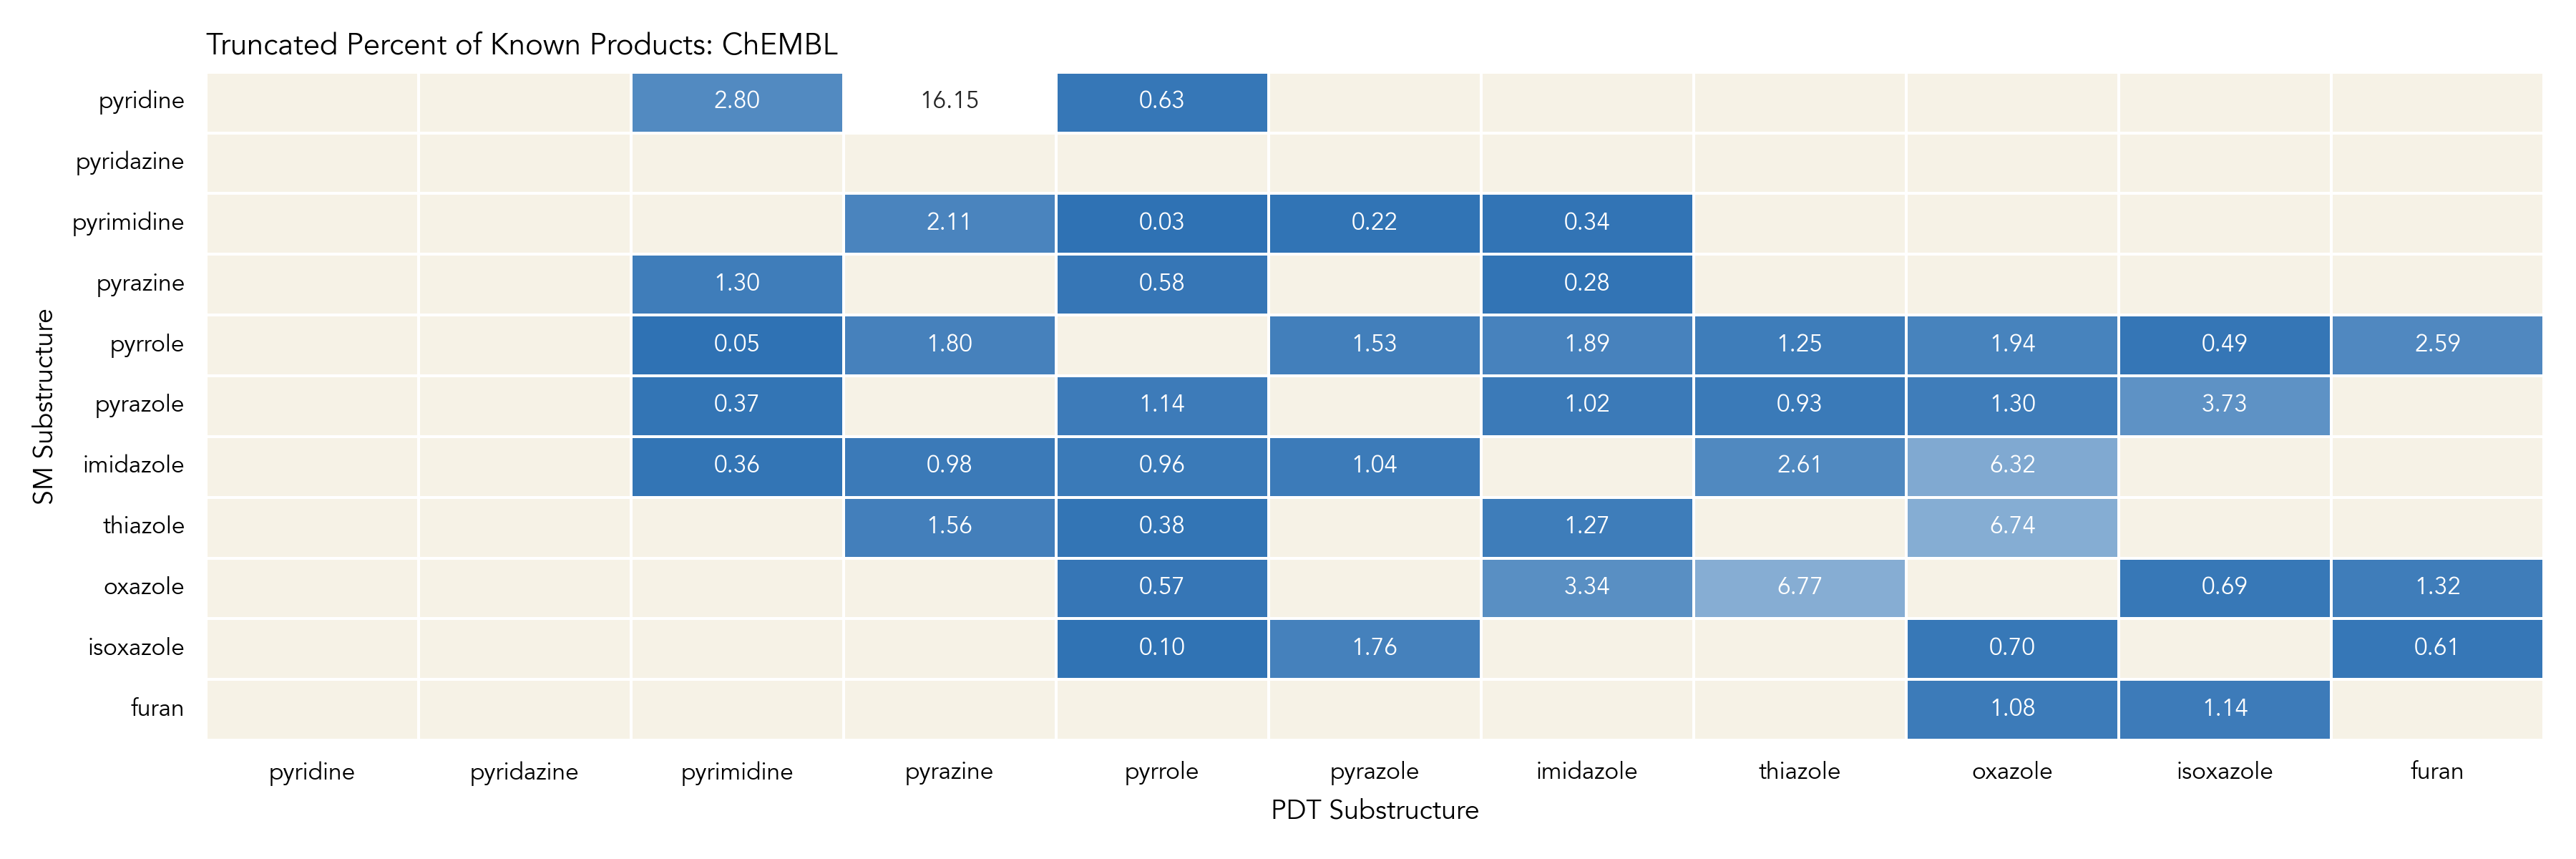 Truncated Percent of Known Products: ChEMBL
pyridine 2.80 16.15 0.63
pyridazine
pyrimidine 2.11 0.03 0.22 0.34
pyrazine 1.30 0.58 0.28
pyrrole 0.05 1.80 1.53 1.89 1.25 1.94 0.49 2.59
pyrazole 0.37 1.14 1.02 0.93 1.30 3.73
imidazole 0.36 0.98 0.96 1.04 2.61 6.32
thiazole 1.56 0.38 1.27 6.74
oxazole 0.57 3.34 6.77 0.69 1.32
isoxazole 0.10 1.76 0.70 0.61
furan 1.08 1.14
SM Substructure
pyridine pyridazine pyrimidine pyrazine pyrrole pyrazole imidazole thiazole oxazole isoxazole furan
PDT Substructure